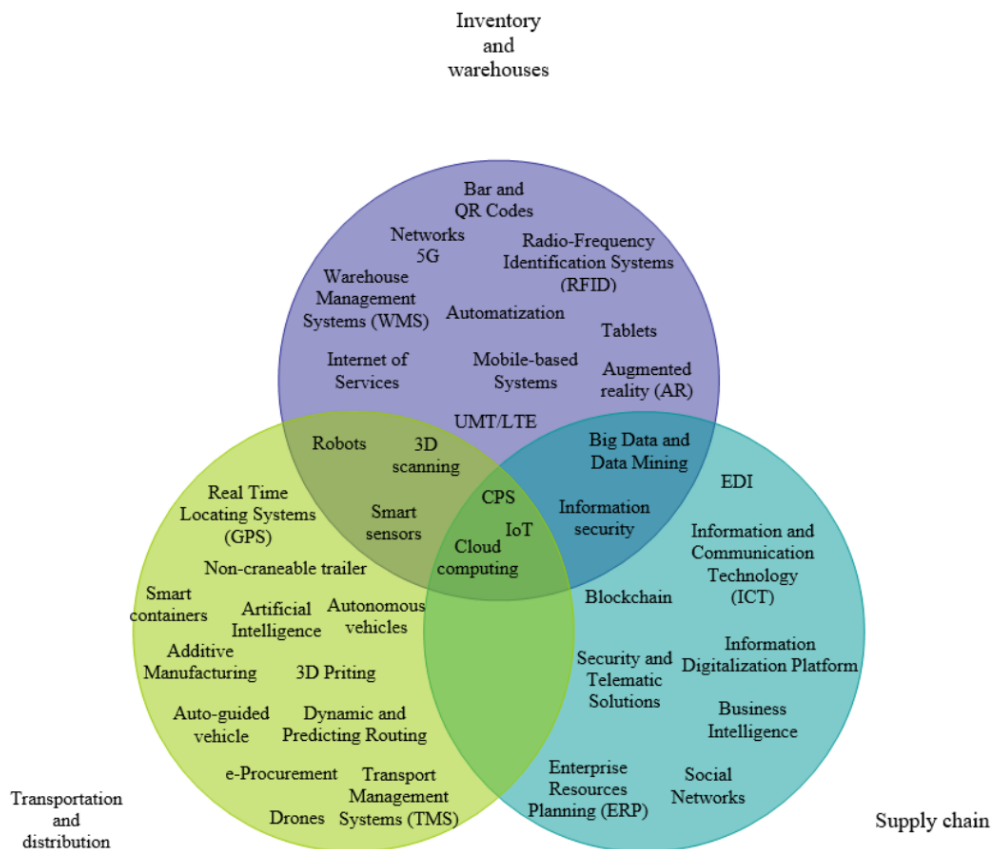 Inventory
and
warehouses
Bar and
QR Codes
Networks
5G
Radio-Frequency
Identification Systems
(RFID)
Warehouse
Management
Systems (WMS)
Automatization
Tablets
Internet of
Services
Mobile-based
Systems
Augmented
reality (AR)
UMT/LTE
Robots
3D
scanning
Big Data and
Data Mining
Smart
sensors
CPS
IoT
Cloud
computing
Information
security
EDI
Real Time
Locating Systems
(GPS)
Non-craneable trailer
Smart
containers
Artificial
Intelligence
Autonomous
vehicles
Additive
Manufacturing
3D Priting
Auto-guided
vehicle
Dynamic and
Predicting Routing
e-Procurement
Transport
Management
Systems (TMS)
Drones
Information and
Communication
Technology
(ICT)
Blockchain
Security and
Telematic
Solutions
Information
Digitalization Platform
Business
Intelligence
Enterprise
Resources
Planning (ERP)
Social
Networks
Transportation
and
distribution
Supply chain